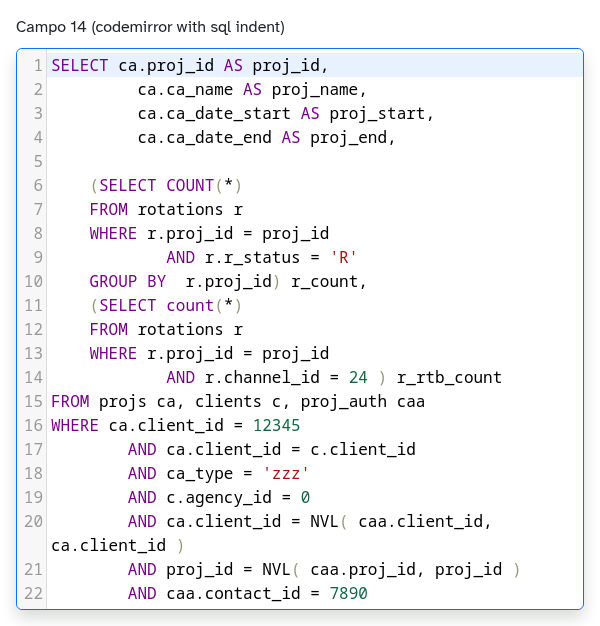 Campo 14 (codemirror with sql indent)
1 SELECT ca.proj_id AS proj_id,
2 ca.ca_name AS proj_name,
3 ca.ca_date_start AS proj_start,
4 ca.ca_date_end AS proj_end,
5
6 (SELECT COUNT(*)
7 FROM rotations r
8 WHERE r.proj_id = proj_id
9 AND r.r_status = 'R'
10 GROUP BY  r.proj_id) r_count,
11 (SELECT count(*)
12 FROM rotations r
13 WHERE r.proj_id = proj_id
14 AND r.channel_id = 24 ) r_rtb_count
15 FROM projs ca, clients c, proj_auth caa
16 WHERE ca.client_id = 12345
17 AND ca.client_id = c.client_id
18 AND ca_type = 'zzz'
19 AND c.agency_id = 0
20 AND ca.client_id = NVL( caa.client_id,
ca.client_id )
21 AND proj_id = NVL( caa.proj_id, proj_id )
22 AND caa.contact_id = 7890